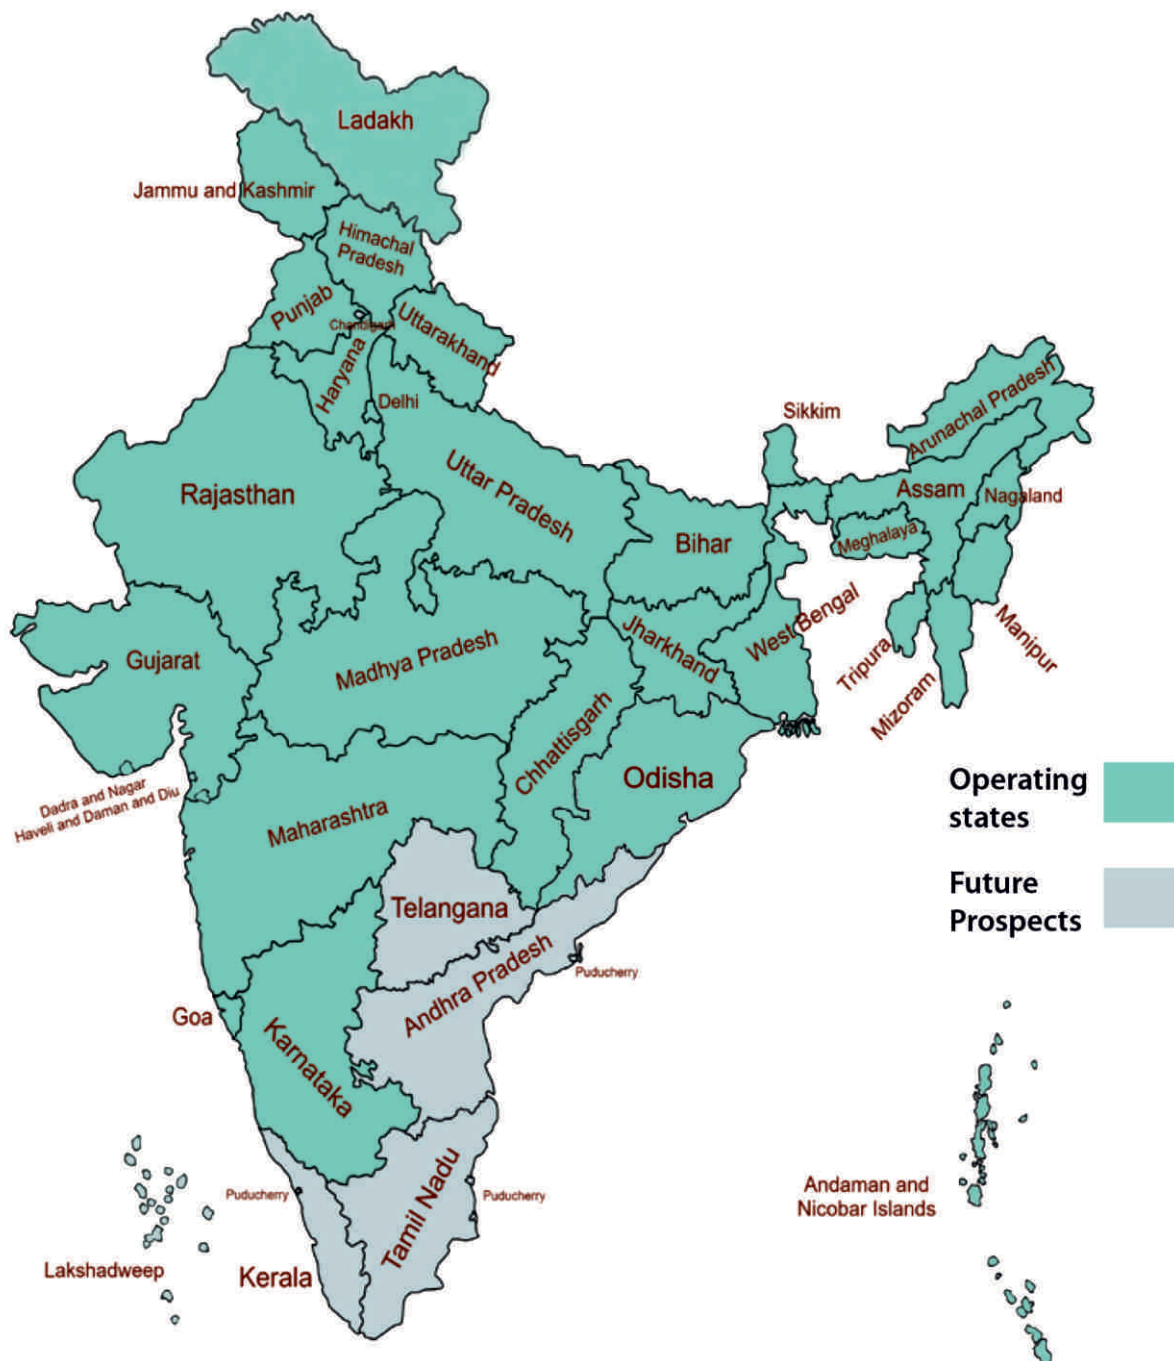 Ladakh
Jammu and Kashmir
Himachal
Pradesh
Punjab
Chandigarh
Uttarakhand
Haryana
Delhi
Arunachal Pradesh
Sikkim
Rajasthan
Uttar Pradesh
Assam
Nagaland
Bihar
Meghalaya
Jharkhand
West Bengal
Manipur
Tripura
Mizoram
Gujarat
Madhya Pradesh
Chhattisgarh
Odisha
Dadra and Nagar
Haveli and Daman and Diu
Maharashtra
Operating
states
Future
Prospects
Telangana
Andhra Pradesh
Puducherry
Goa
Karnataka
Puducherry
Tamil Nadu
Puducherry
Andaman and
Nicobar Islands
Lakshadweep
Kerala